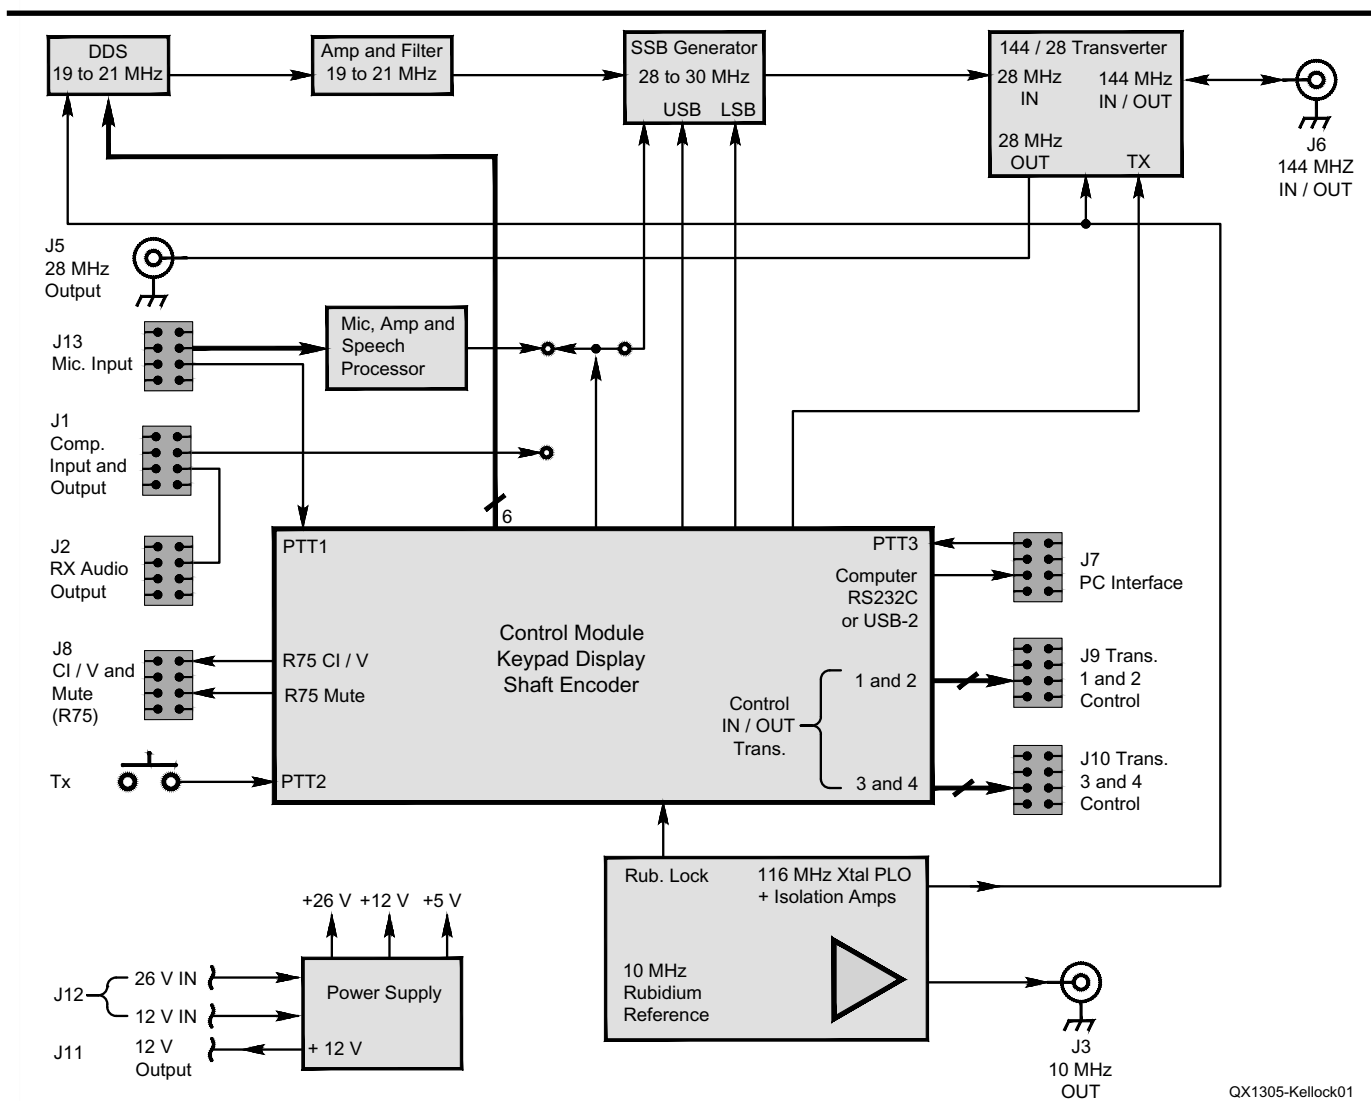 DDS
19 to 21 MHz
Amp and Filter
19 to 21 MHz
SSB Generator
28 to 30 MHz
USB LSB
144 / 28 Transverter
28 MHz
IN
144 MHz
IN / OUT
28 MHz
OUT
TX
J6
144 MHZ
IN / OUT
J5
28 MHz
Output
J13
Mic. Input
Mic, Amp and
Speech
Processor
J1
Comp.
Input and
Output
6
J2
RX Audio
Output
PTT1
PTT3
Computer
RS232C
or USB-2
J7
PC Interface
Control Module
Keypad Display
Shaft Encoder
J8
CI / V and
Mute
(R75)
R75 CI / V
R75 Mute
1 and 2
J9 Trans.
1 and 2
Control
Control
IN / OUT
Trans.
Tx
PTT2
3 and 4
J10 Trans.
3 and 4
Control
Rub. Lock
116 MHz Xtal PLO
+ Isolation Amps
10 MHz
Rubidium
Reference
+26 V +12 V +5 V
J12
26 V IN
12 V IN
Power Supply
J11
12 V
Output
+ 12 V
J3
10 MHz
OUT
QX1305-Kellock01